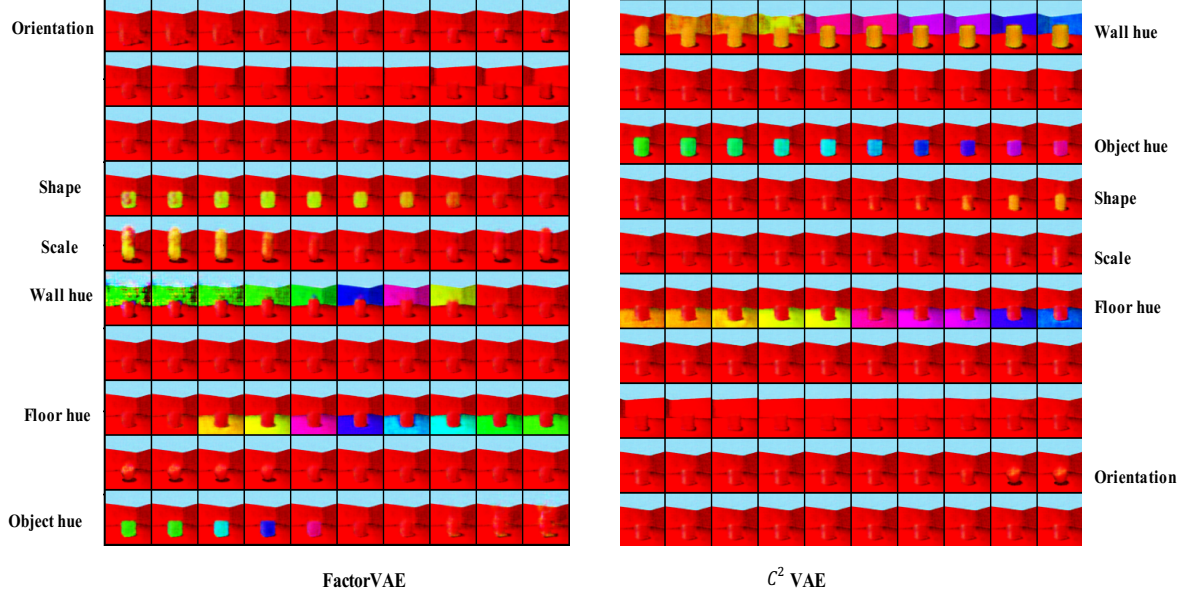 Orientation
Shape
Scale
Wall hue
Floor hue
Object hue
FactorVAE
Wall hue
Object hue
Shape
Scale
Floor hue
Orientation
C² VAE